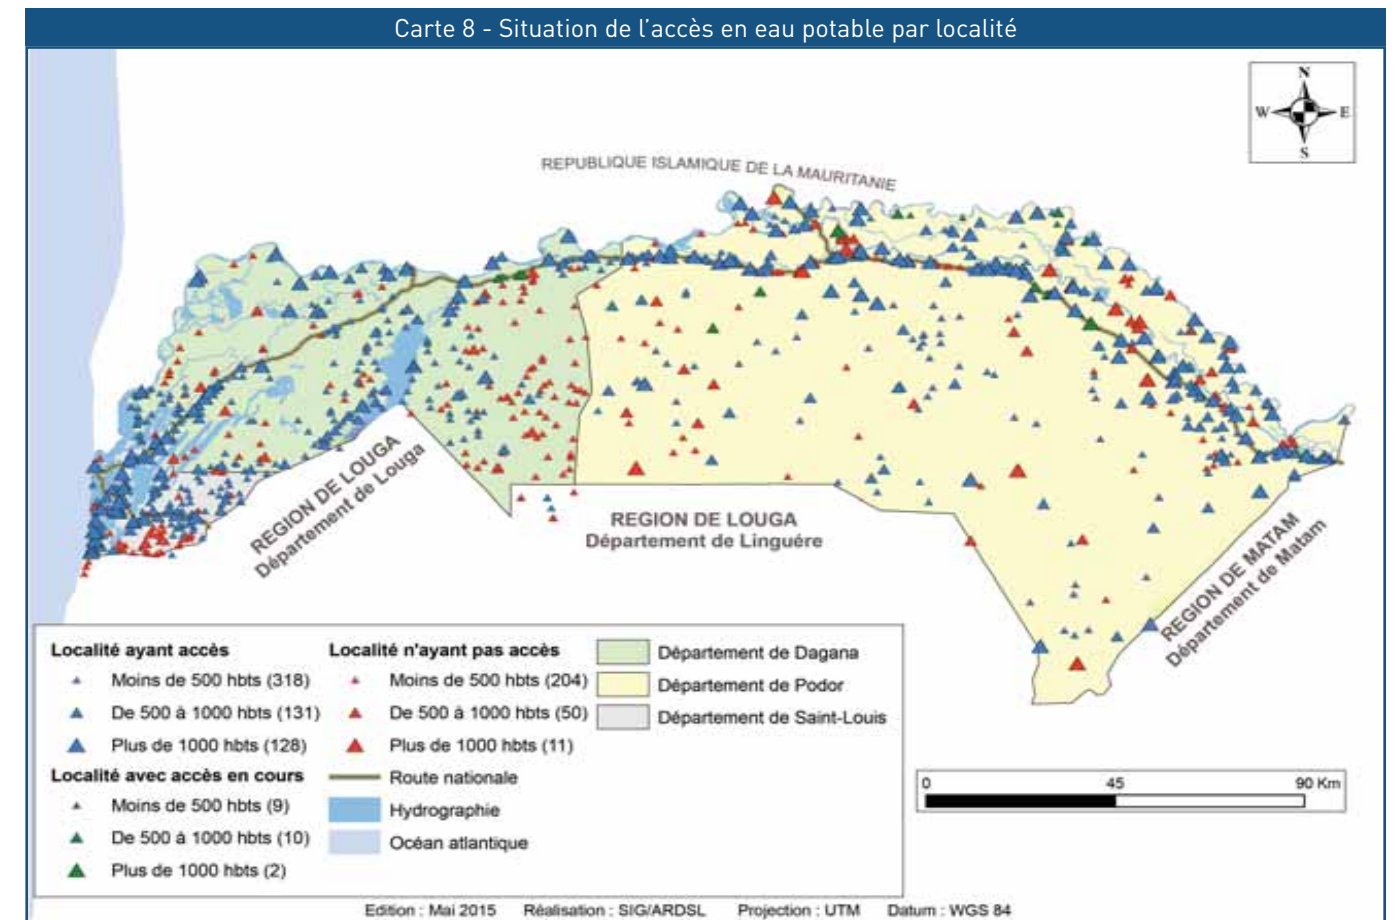 Carte 8 - Situation de l'accès en eau potable par localité
N
W E
S
REPUBLIQUE ISLAMIQUE DE LA MAURITANIE
REGION DE LOUGA
Département de Louga
REGION DE LOUGA
Département de Linguére
REGION DE MATAM
Département de Matam
Localité ayant accès
Moins de 500 hbts (318)
De 500 à 1000 hbts (131)
Plus de 1000 hbts (128)
Localité avec accès en cours
Moins de 500 hbts (9)
De 500 à 1000 hbts (10)
Plus de 1000 hbts (2)
Localité n'ayant pas accès
Moins de 500 hbts (204)
De 500 à 1000 hbts (50)
Plus de 1000 hbts (11)
Route nationale
Hydrographie
Océan atlantique
Département de Dagana
Département de Podor
Département de Saint-Louis
0 45 90 Km
Edition : Mai 2015 Réalisation : SIG/ARDSL Projection : UTM Datum : WGS 84